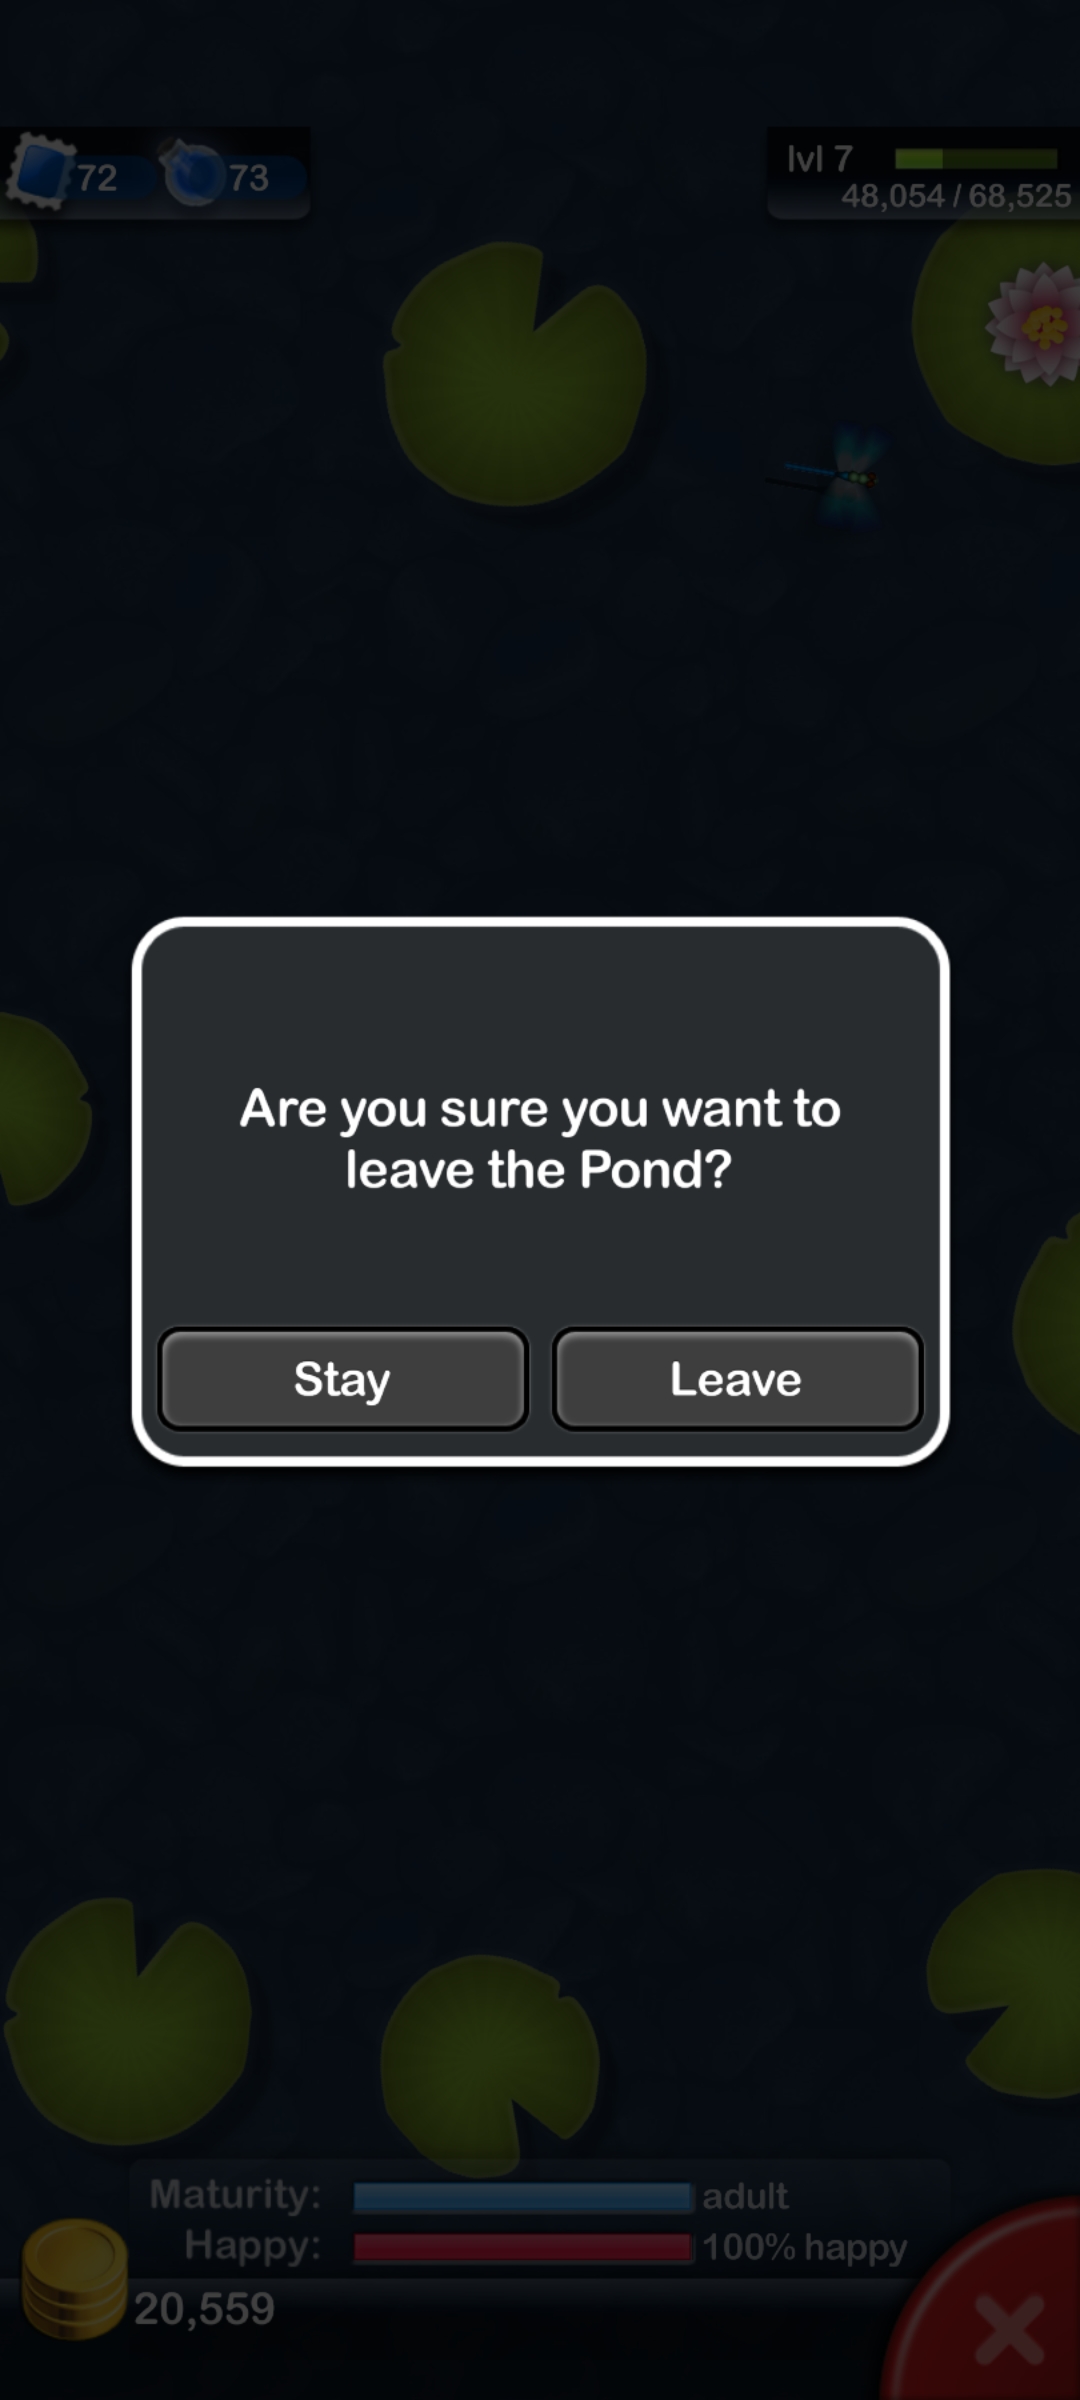 72
73
lvl 7
48,054 / 68,525
Are you sure you want to
leave the Pond?
Stay
Leave
Maturity:
adult
Happy:
100% happy
20,559